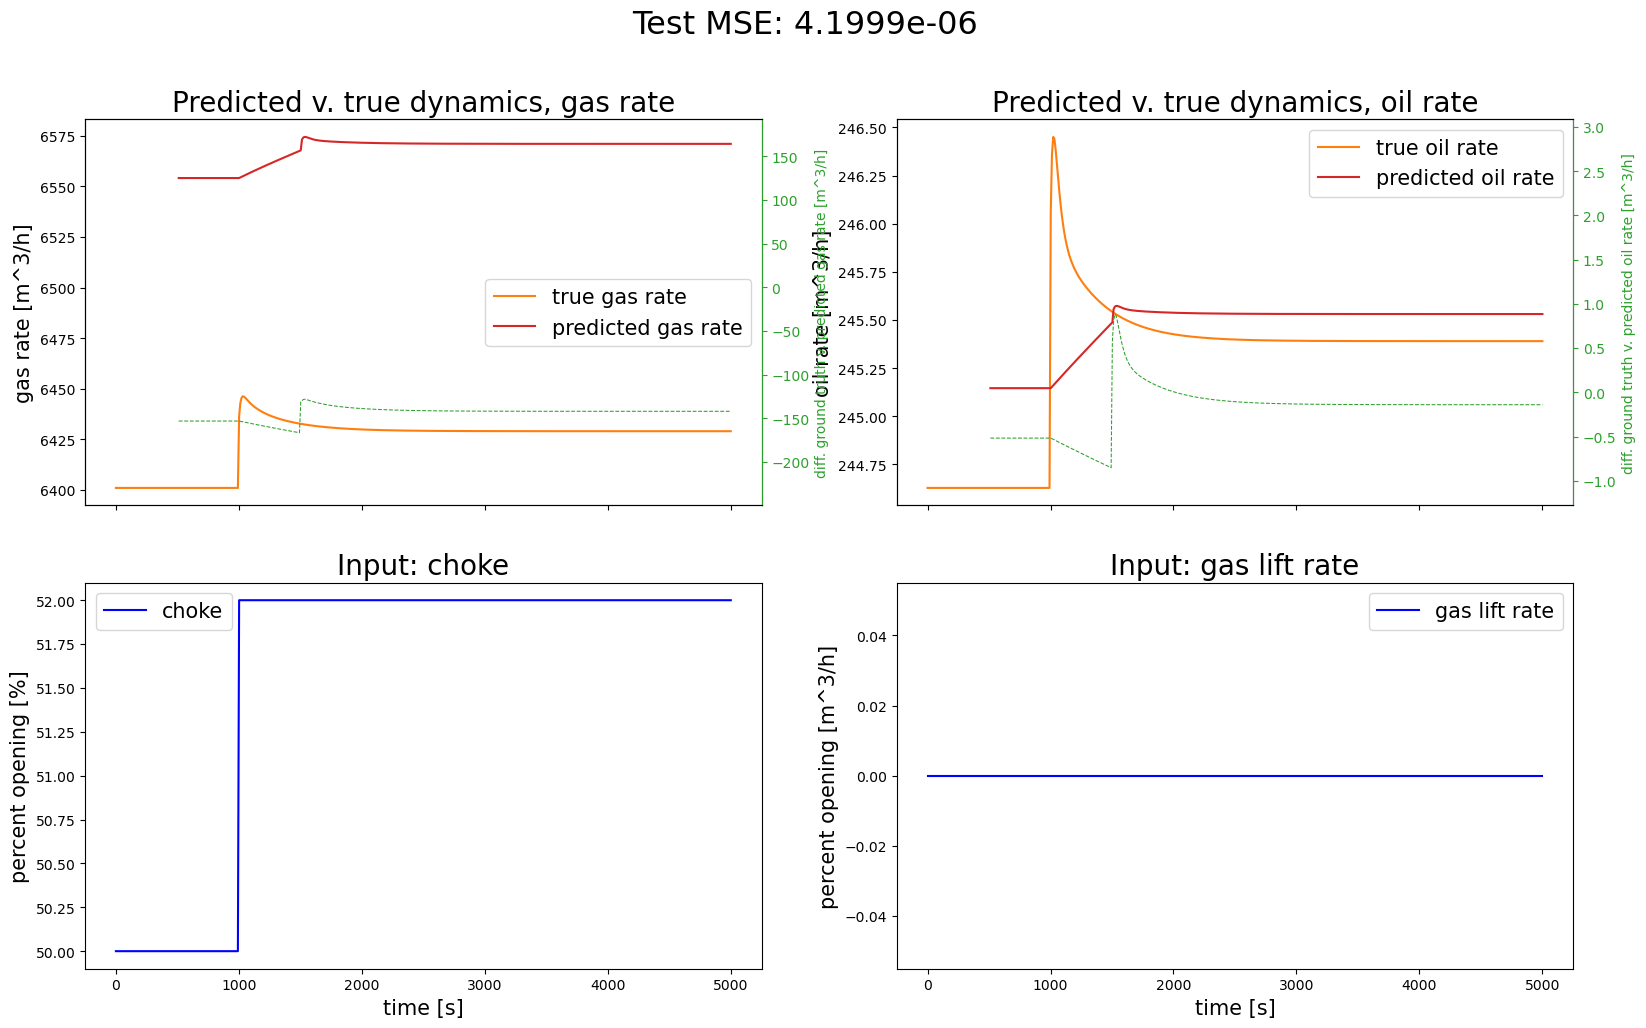 Test MSE: 4.1999e-06
Predicted v. true dynamics, gas rate
gas rate [m^3/h]
6575
6550
6525
6500
6475
6450
6425
6400
true gas rate
predicted gas rate
150
100
50
0
−50
−100
−150
−200
diff. ground truth v. predicted gas rate [m^3/h]
Predicted v. true dynamics, oil rate
oil rate [m^3/h]
246.50
246.25
246.00
245.75
245.50
245.25
245.00
244.75
true oil rate
predicted oil rate
3.0
2.5
2.0
1.5
1.0
0.5
0.0
−0.5
−1.0
diff. ground truth v. predicted oil rate [m^3/h]
Input: choke
percent opening [%]
52.00
51.75
51.50
51.25
51.00
50.75
50.50
50.25
50.00
choke
0 1000 2000 3000 4000 5000
time [s]
Input: gas lift rate
percent opening [m^3/h]
0.04
0.02
0.00
−0.02
−0.04
gas lift rate
0 1000 2000 3000 4000 5000
time [s]